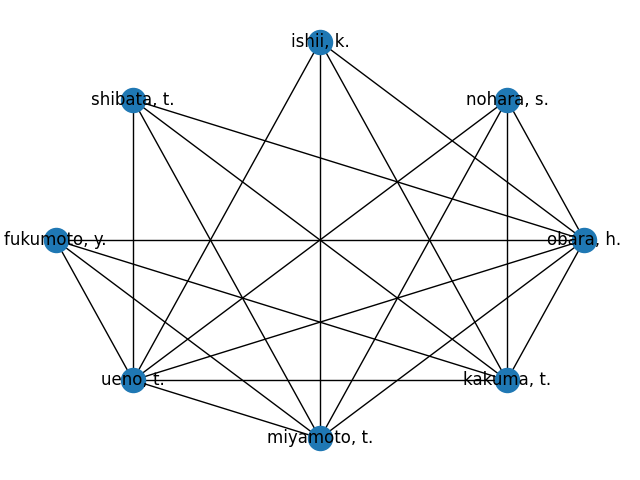 ishii, k.
shibata, t.
nohara, s.
fukumoto, y.
obara, h.
ueno, t.
kakuma, t.
miyamoto, t.